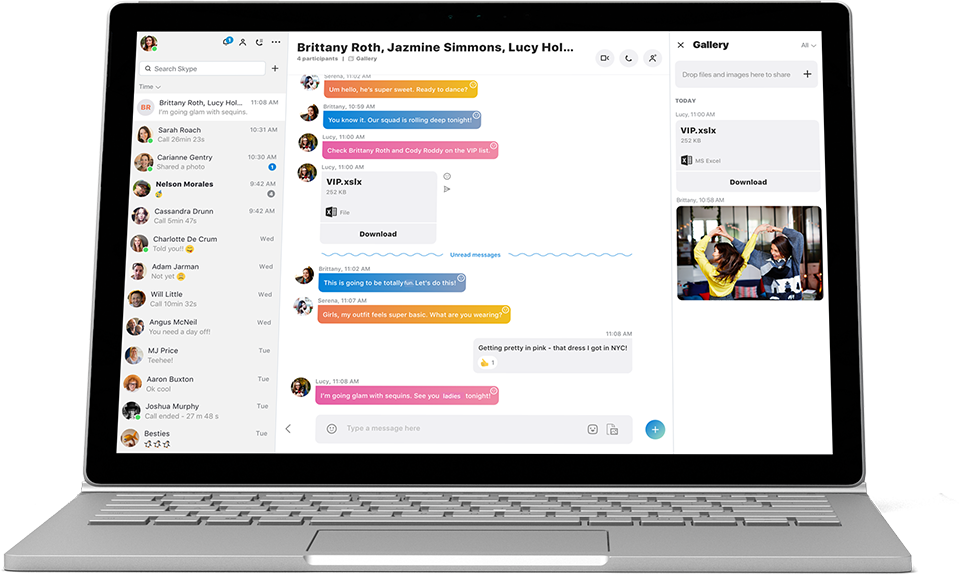 1
Search Skype
Time
BR
Brittany Roth, Lucy Hol... 11:08 AM
I'm going glam with sequins.
Sarah Roach 10:31 AM
Call 26min 23s
Carianne Gentry 10:30 AM
Shared a photo 1
Nelson Morales 9:42 AM
4
Cassandra Drunn 9:42 AM
Call 5min 47s
Charlotte De Crum Wed
Told you!!
Adam Jarman Wed
Not yet
Will Little Wed
Call 10min 32s
Angus McNeil Wed
You need a day off!
MJ Price Tue
Teehee!
Aaron Buxton Tue
Ok cool
Joshua Murphy Tue
Call ended - 27 m 48 s
Besties Tue
Brittany Roth, Jazmine Simmons, Lucy Hol...
4 participants | Gallery
Serena, 11:02 AM
Um hello, he's super sweet. Ready to dance?
Brittany, 10:59 AM
You know it. Our squad is rolling deep tonight!
Lucy, 11:00 AM
Check Brittany Roth and Cody Roddy on the VIP list.
Lucy, 11:00 AM
VIP.xslx
252 KB
File
Download
Unread messages
Brittany, 11:02 AM
This is going to be totally fun. Let's do this!
Serena, 11:07 AM
Girls, my outfit feels super basic. What are you wearing?
11:08 AM
Getting pretty in pink - that dress I got in NYC!
1
Lucy, 11:08 AM
I'm going glam with sequins. See you ladies tonight!
Type a message here
Gallery
All
Drop files and images here to share
TODAY
Lucy, 11:00 AM
VIP.xslx
252 KB
MS Excel
Download
Brittany, 10:58 AM